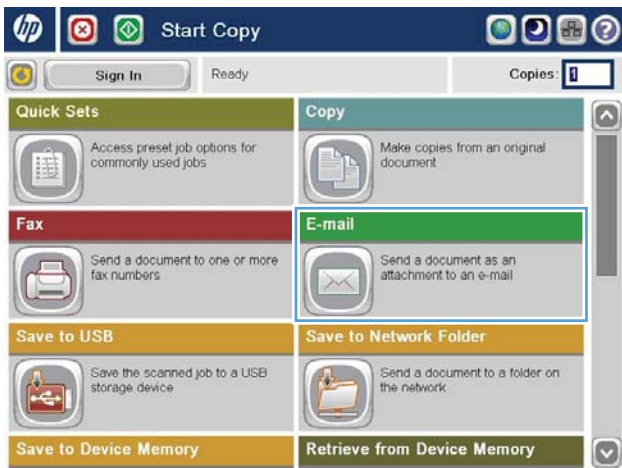 hp Start Copy
Sign In Ready Copies: 1
Quick Sets
Access preset job options for
commonly used jobs
Copy
Make copies from an original
document
Fax
Send a document to one or more
fax numbers
E-mail
Send a document as an
attachment to an e-mail
Save to USB
Save the scanned job to a USB
storage device
Save to Network Folder
Send a document to a folder on
the network
Save to Device Memory
Retrieve from Device Memory